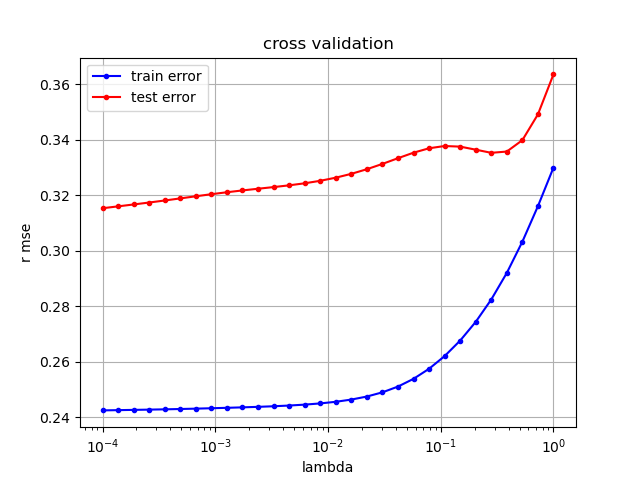 cross validation
train error
test error
r mse
0.36
0.34
0.32
0.30
0.28
0.26
0.24
10⁻⁴ 10⁻³ 10⁻² 10⁻¹ 10⁰
lambda